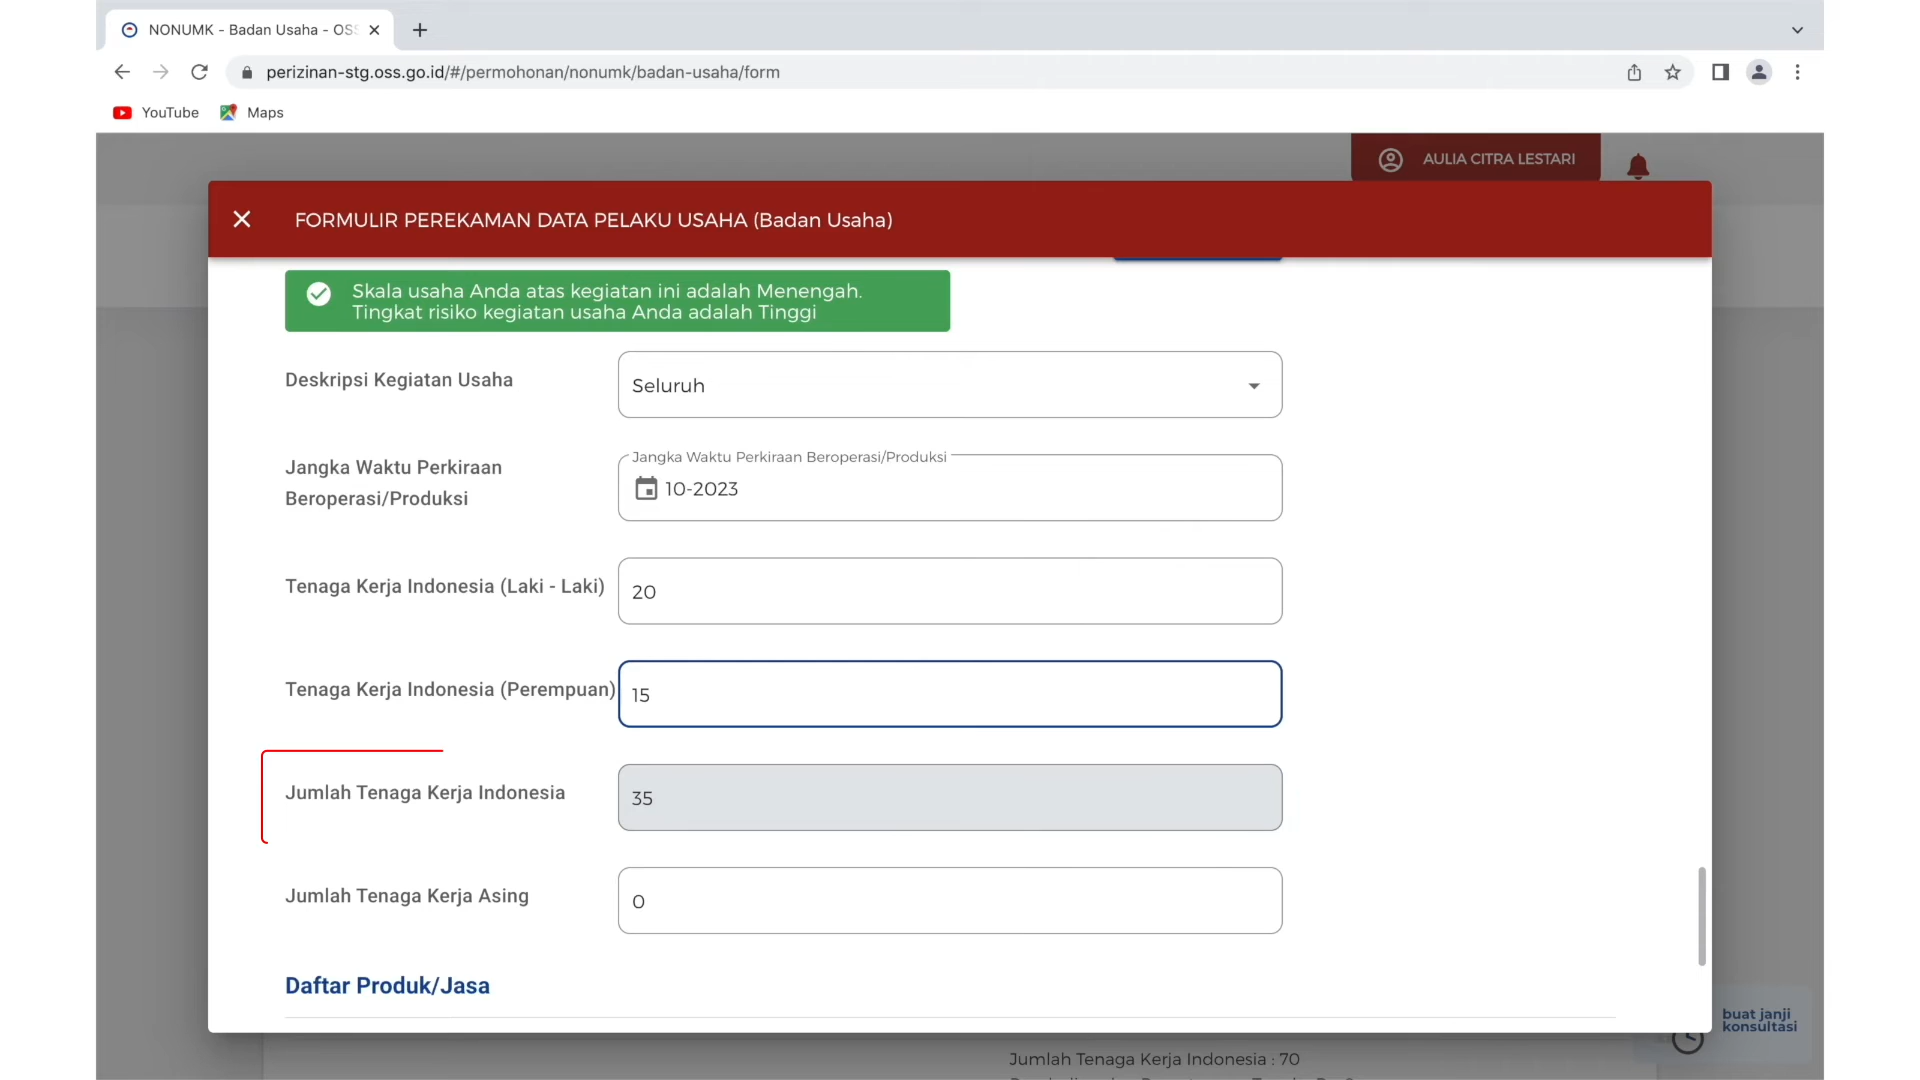 NONUMK - Badan Usaha - OSS
perizinan-stg.oss.go.id/#/permohonan/nonumk/badan-usaha/form
YouTube
Maps
AULIA CITRA LESTARI
FORMULIR PEREKAMAN DATA PELAKU USAHA (Badan Usaha)
Skala usaha Anda atas kegiatan ini adalah Menengah.
Tingkat risiko kegiatan usaha Anda adalah Tinggi
Deskripsi Kegiatan Usaha
Seluruh
Jangka Waktu Perkiraan
Beroperasi/Produksi
Jangka Waktu Perkiraan Beroperasi/Produksi
10-2023
Tenaga Kerja Indonesia (Laki - Laki)
20
Tenaga Kerja Indonesia (Perempuan)
15
Jumlah Tenaga Kerja Indonesia
35
Jumlah Tenaga Kerja Asing
0
Daftar Produk/Jasa
buat janji
konsultasi
Jumlah Tenaga Kerja Indonesia : 70